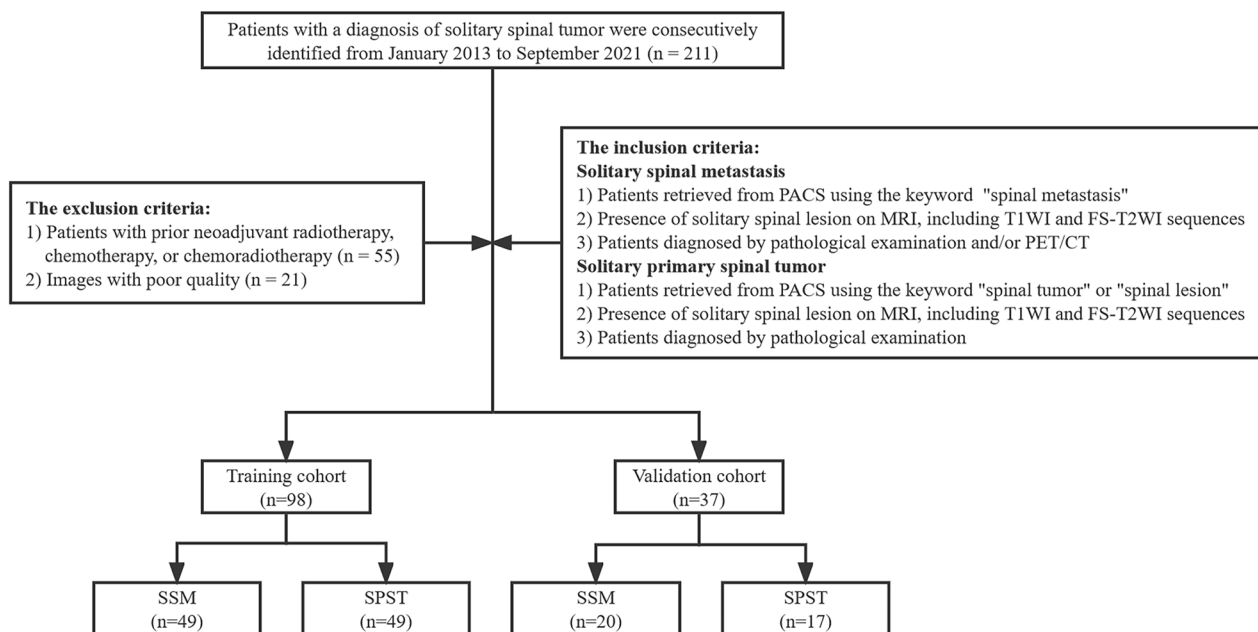 Patients with a diagnosis of solitary spinal tumor were consecutively
identified from January 2013 to September 2021 (n = 211)
The exclusion criteria:
1) Patients with prior neoadjuvant radiotherapy,
chemotherapy, or chemoradiotherapy (n = 55)
2) Images with poor quality (n = 21)
The inclusion criteria:
Solitary spinal metastasis
1) Patients retrieved from PACS using the keyword "spinal metastasis"
2) Presence of solitary spinal lesion on MRI, including T1WI and FS-T2WI sequences
3) Patients diagnosed by pathological examination and/or PET/CT
Solitary primary spinal tumor
1) Patients retrieved from PACS using the keyword "spinal tumor" or "spinal lesion"
2) Presence of solitary spinal lesion on MRI, including T1WI and FS-T2WI sequences
3) Patients diagnosed by pathological examination
Training cohort
(n=98)
Validation cohort
(n=37)
SSM
(n=49)
SPST
(n=49)
SSM
(n=20)
SPST
(n=17)